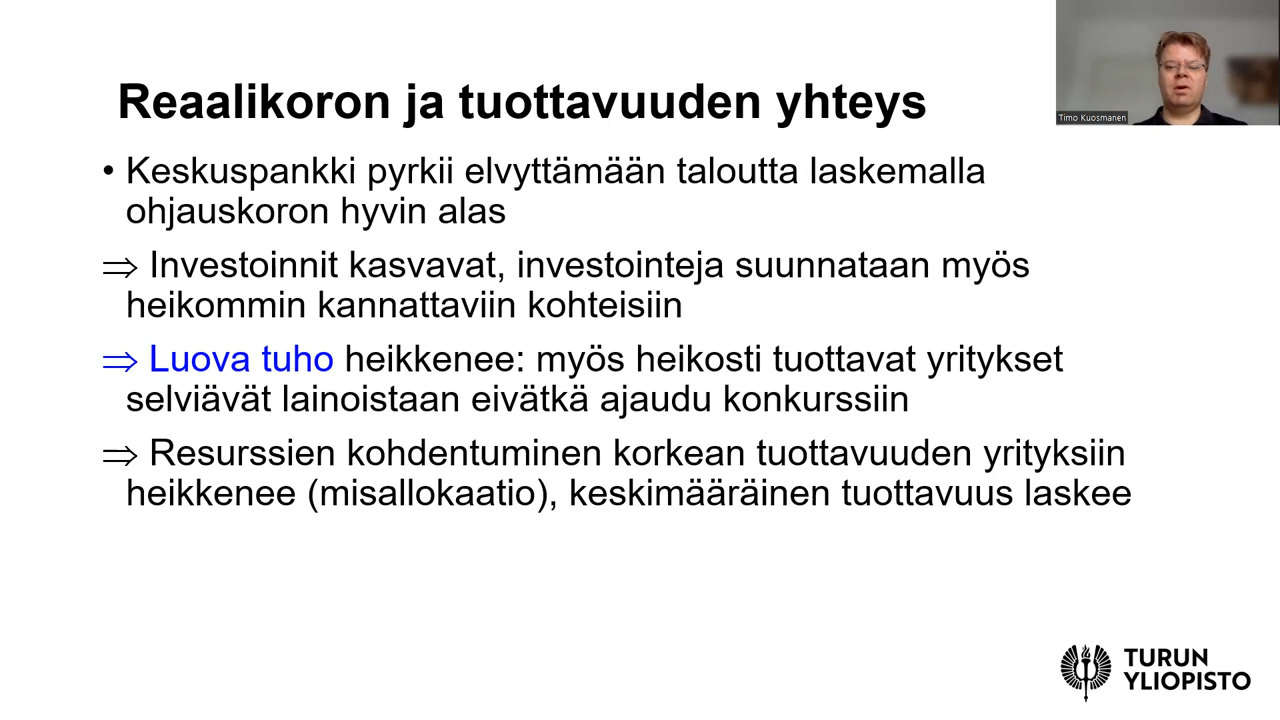 Reaalikoron ja tuottavuuden yhteys
Timo Kuosmanen
• Keskuspankki pyrkii elvyttämään taloutta laskemalla
ohjauskoron hyvin alas
⇒ Investoinnit kasvavat, investointeja suunnataan myös
heikommin kannattaviin kohteisiin
⇒ Luova tuho heikkenee: myös heikosti tuottavat yritykset
selviävät lainoistaan eivätkä ajaudu konkurssiin
⇒ Resurssien kohdentuminen korkean tuottavuuden yrityksiin
heikkenee (misallokaatio), keskimääräinen tuottavuus laskee
TURUN
YLIOPISTO